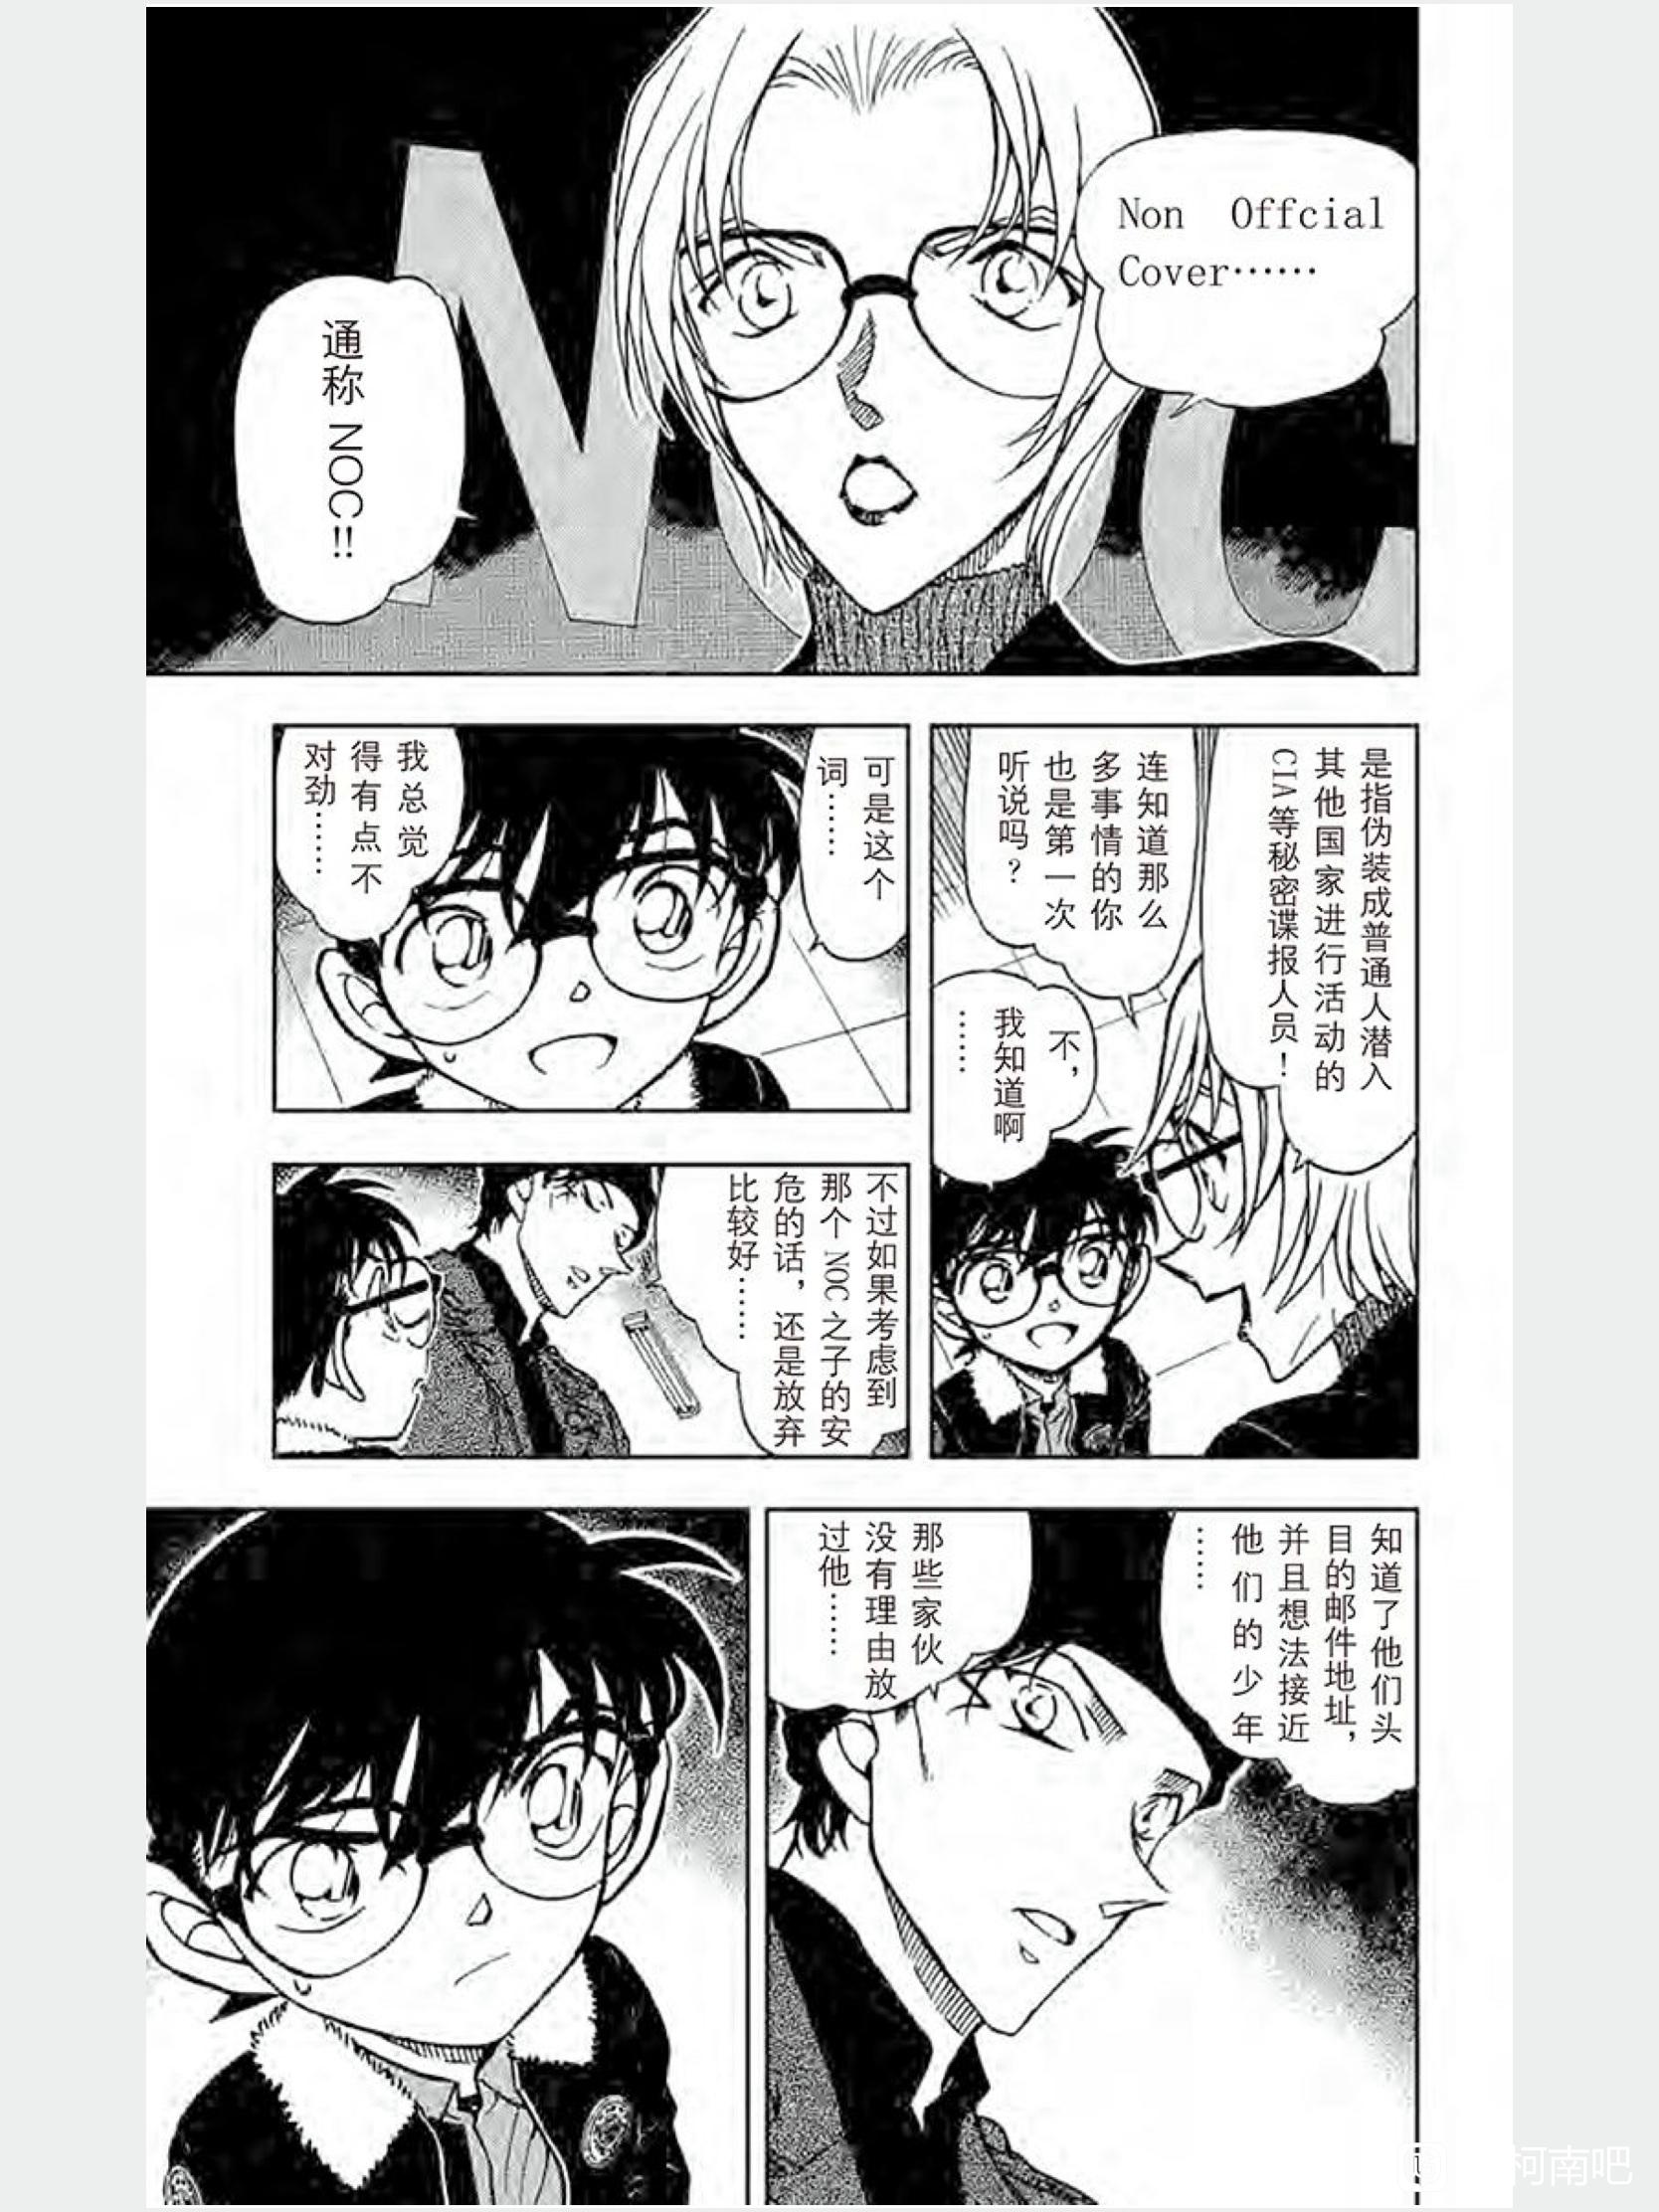 Non Offcial
Cover……
通称 NOC!!
是指伪装成普通人潜入
其他国家进行活动的
CIA等秘密谍报人员！
连知道那么
多事情的你
也是第一次
听说吗？
不，
我知道啊
……
可是这个
词……
我总觉
得有点不
对劲……
不过如果考虑到
那个 NOC 之子的安
危的话，还是放弃
比较好……
知道了他们头
目的邮件地址，
并且想法接近
他们的少年
……
那些家伙
没有理由放
过他……
柯南吧